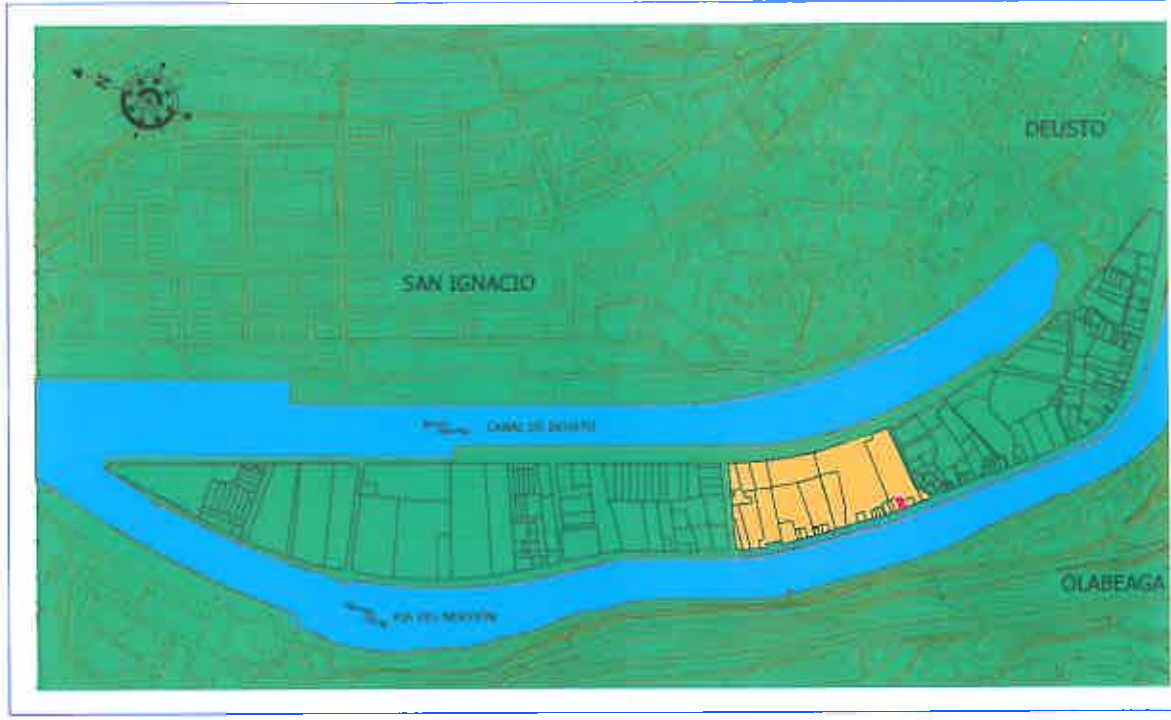 DEUSTO
SAN IGNACIO
CANAL DE DEUSTO
RIA DEL NERVION
OLABEAGA